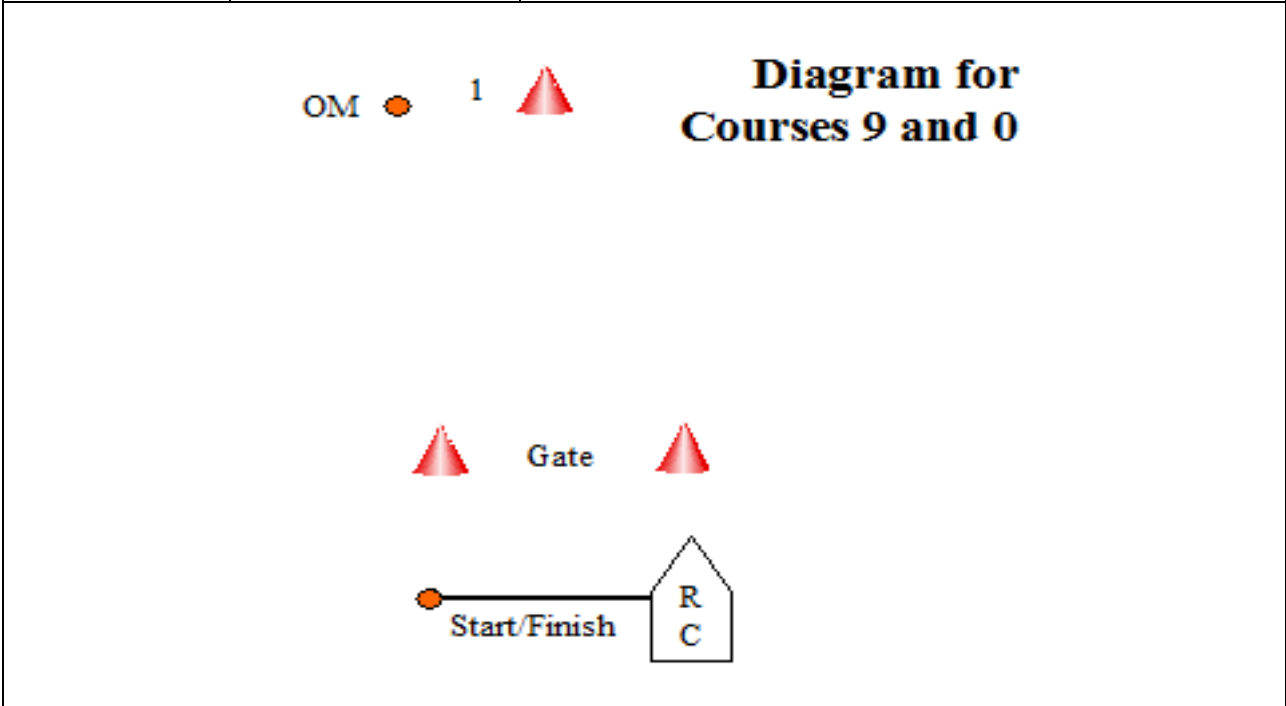 Diagram for
Courses 9 and 0
OM
1
Gate
Start/Finish
R
C